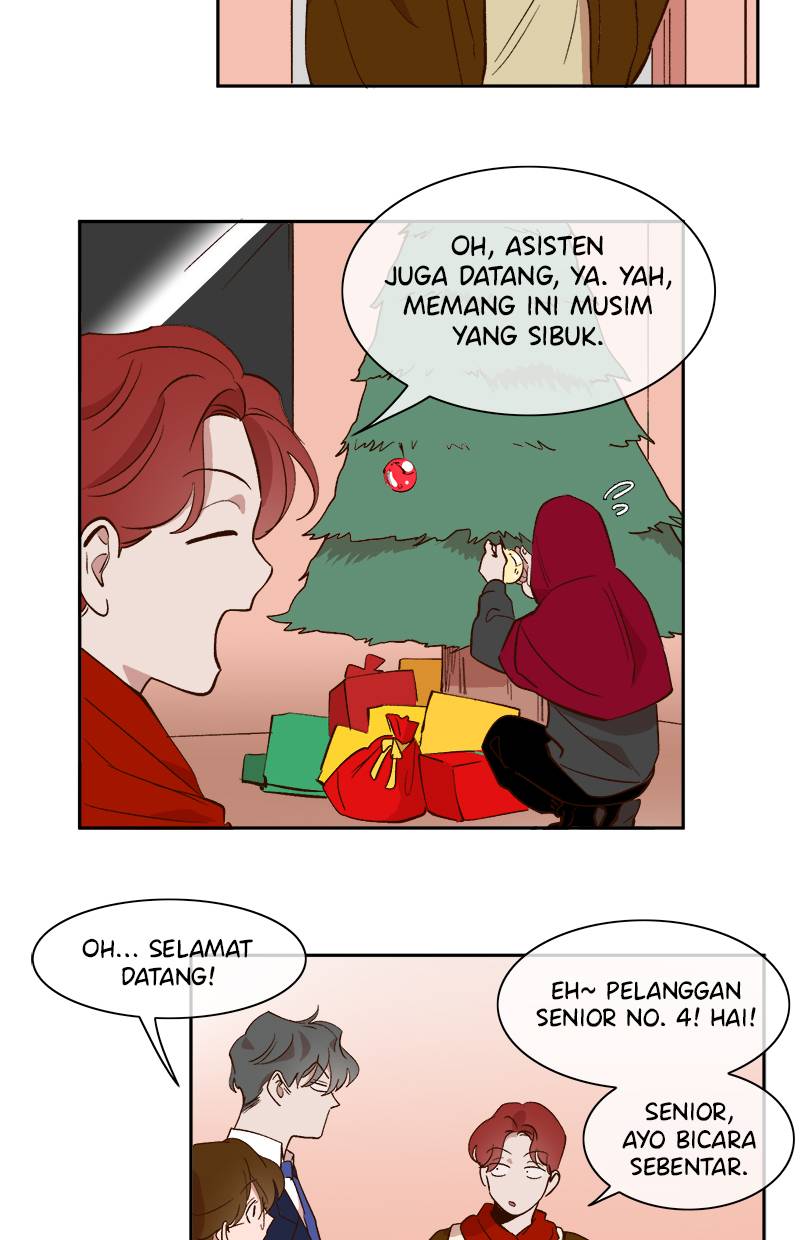 OH, ASISTEN
JUGA DATANG, YA. YAH,
MEMANG INI MUSIM
YANG SIBUK.
OH... SELAMAT
DATANG!
EH~ PELANGGAN
SENIOR NO. 4! HAI!
SENIOR,
AYO BICARA
SEBENTAR.